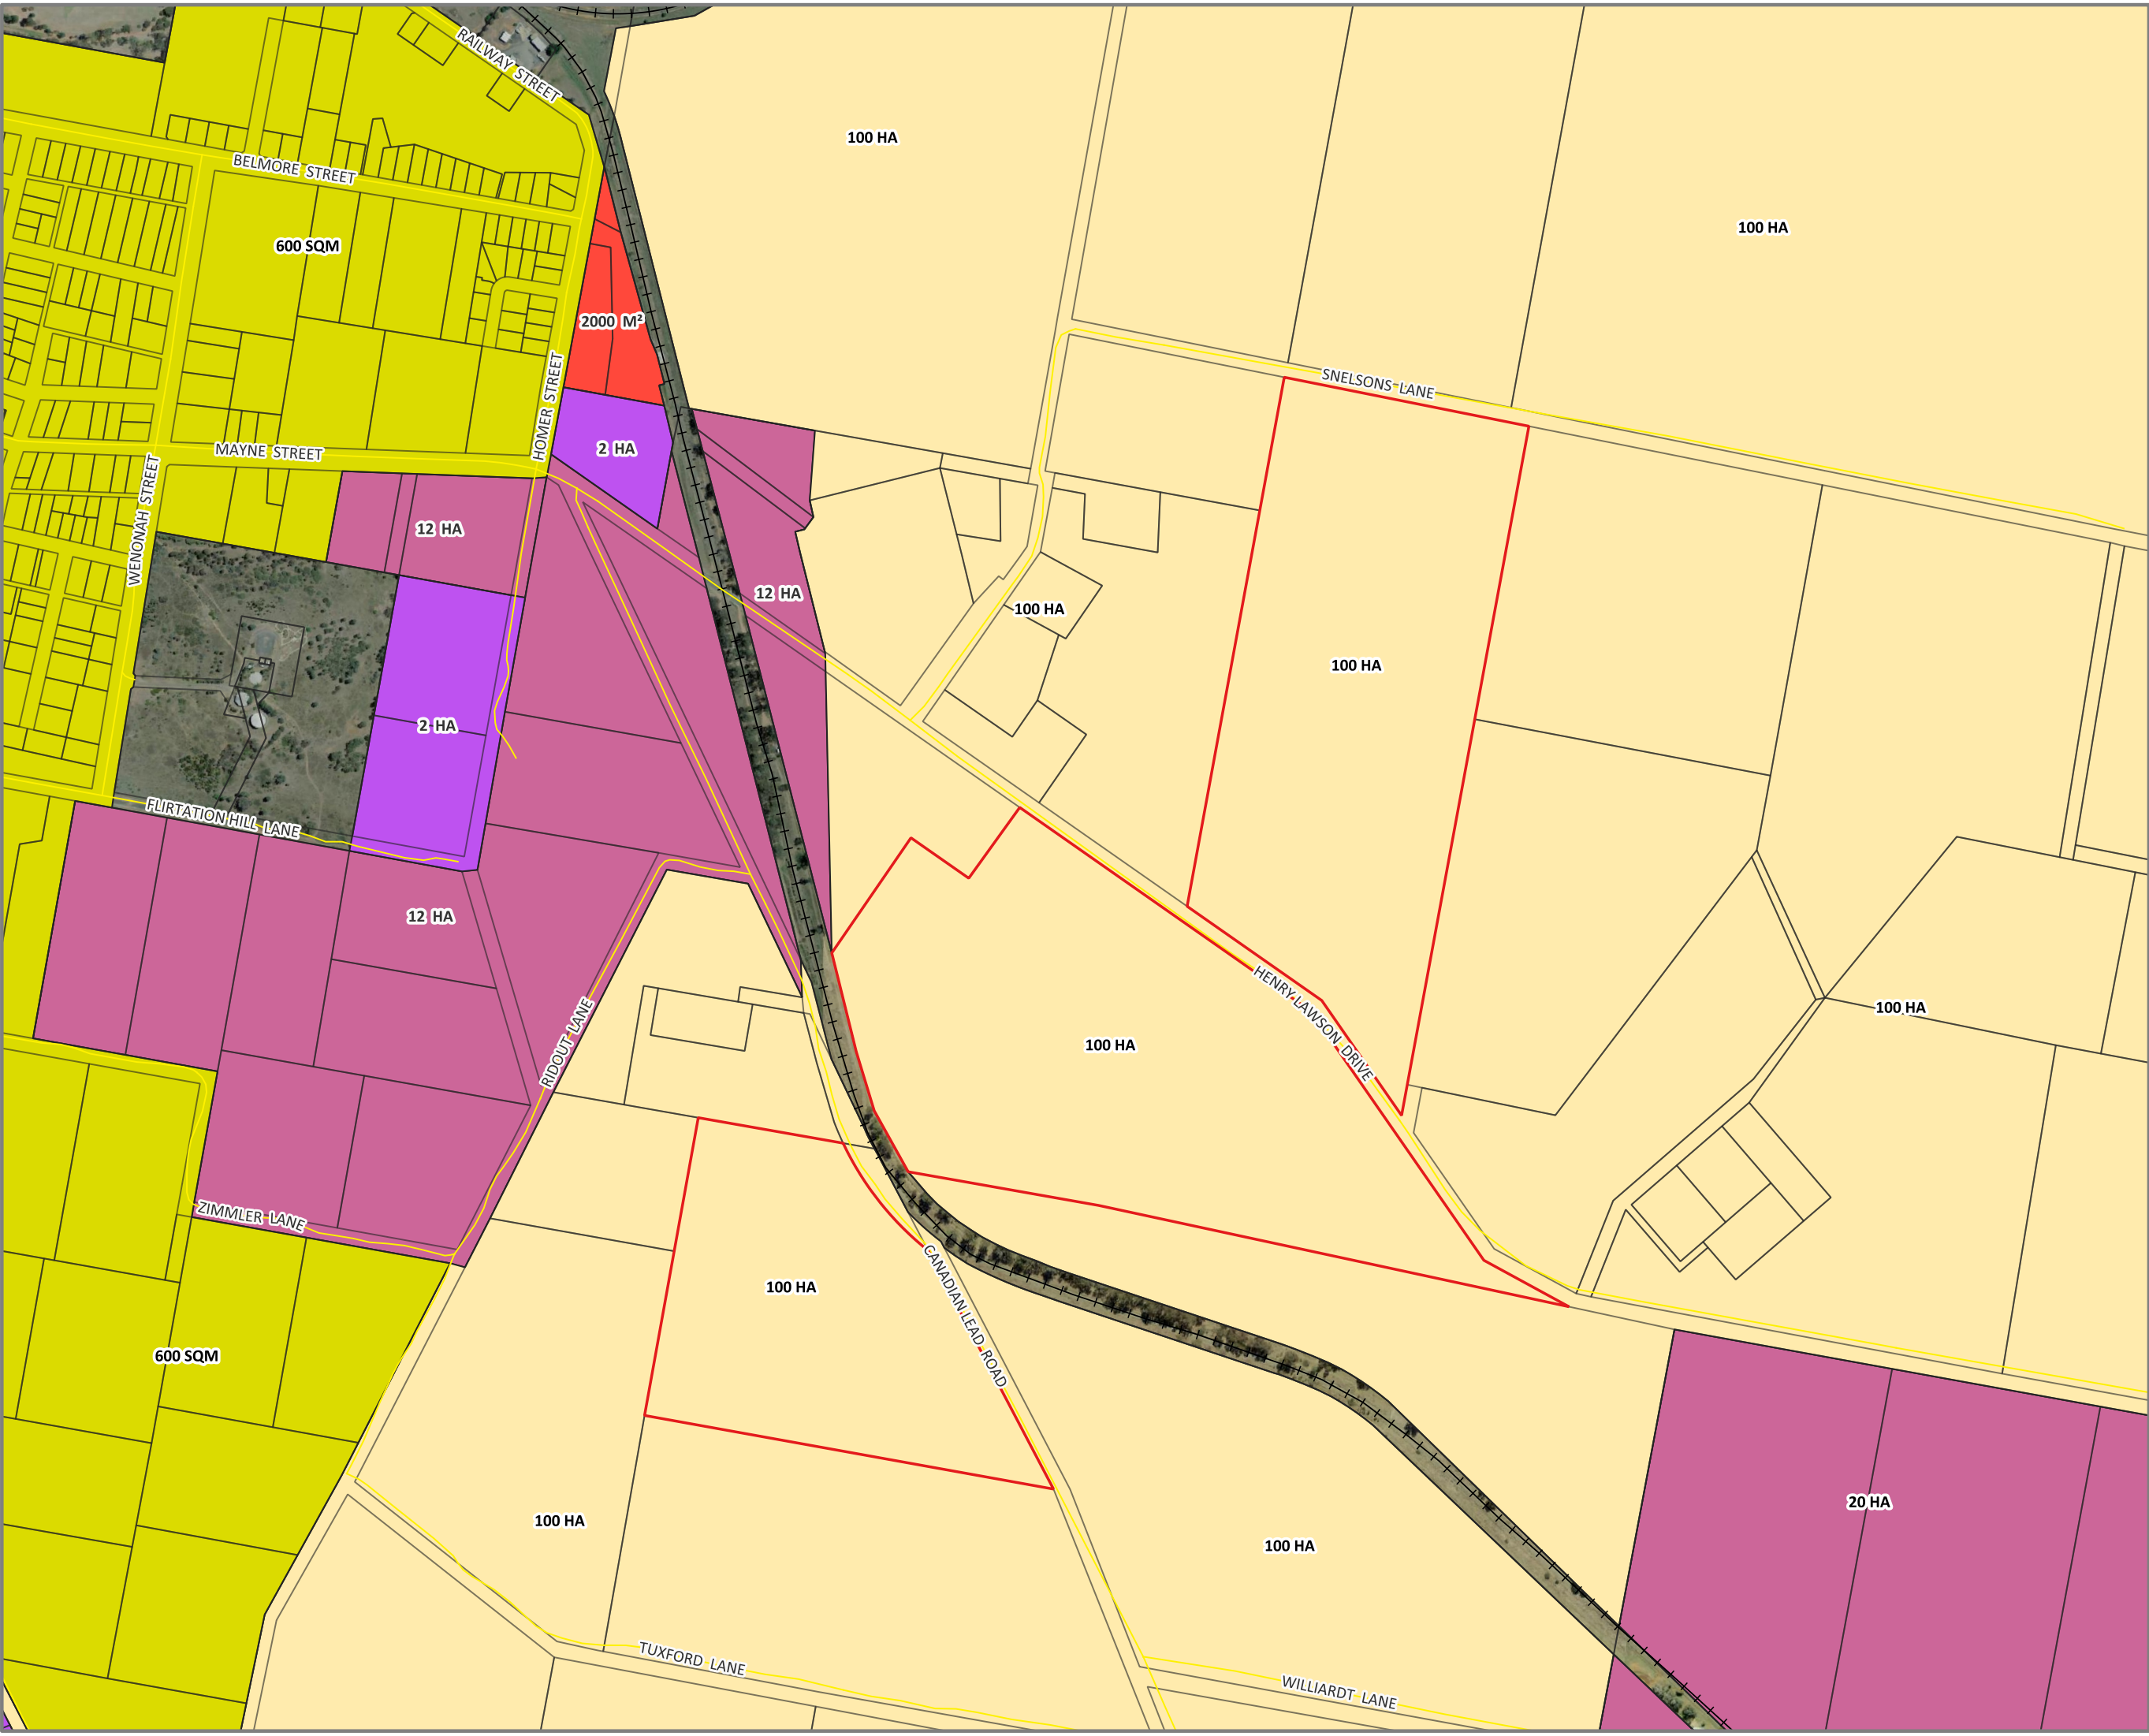 RAILWAY STREET
100 HA
BELMORE STREET
100 HA
600 SQM
2000 M²
SNELSONS LANE
HOMER STREET
2 HA
MAYNE STREET
WENONAH STREET
12 HA
12 HA
100 HA
100 HA
2 HA
FLIRTATION HILL LANE
12 HA
HENRY LAWSON DRIVE
100 HA
RIDOUT LANE
100 HA
ZIMMLER LANE
100 HA
CANADIAN LEAD ROAD
600 SQM
20 HA
100 HA
100 HA
TUXFORD LANE
WILLIARDT LANE